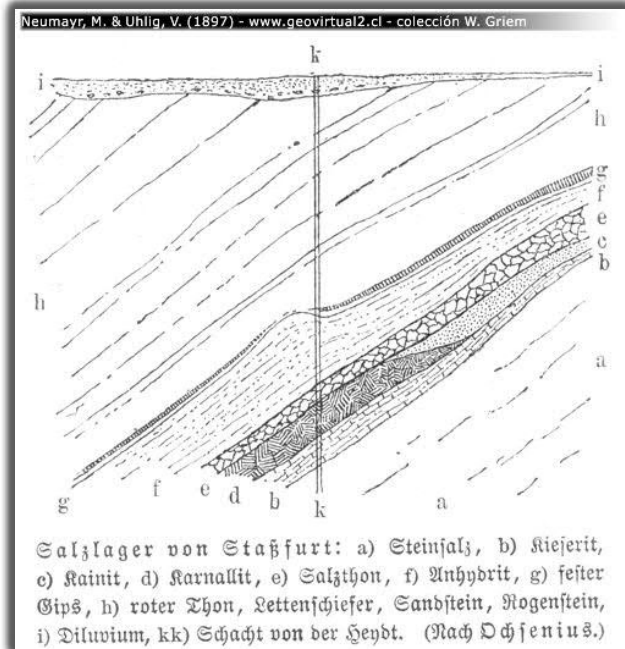 Neumayr, M. & Uhlig, V. (1897) - www.geovirtual2.cl - colección W. Griem
k
i i
h
g
f
e
c
b
h
a
g f e d b k a
Salzlager von Staßfurt: a) Steinsalz, b) Kieserit,
c) Kainit, d) Karnallit, e) Salzthon, f) Anhydrit, g) fester
Gips, h) roter Thon, Lettenschiefer, Sandstein, Rogenstein,
i) Diluvium, kk) Schacht von der Heydt. (Nach Ochsenius.)